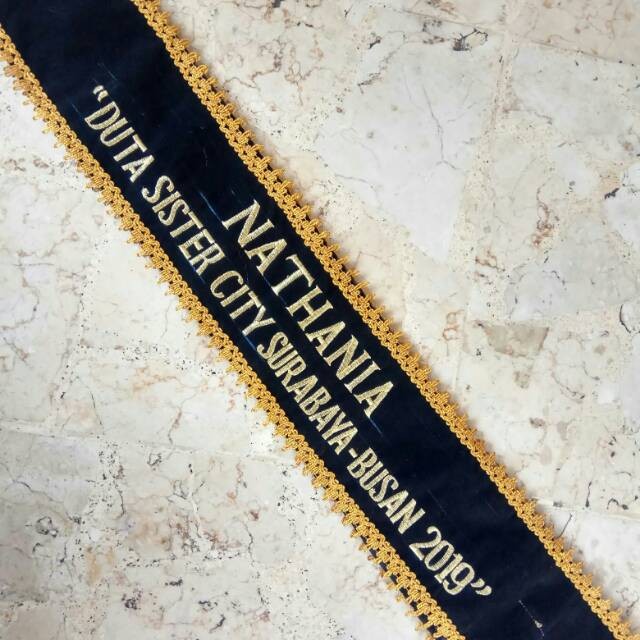 NATHANIA
“DUTA SISTER CITY SURABAYA-BUSAN 2019”